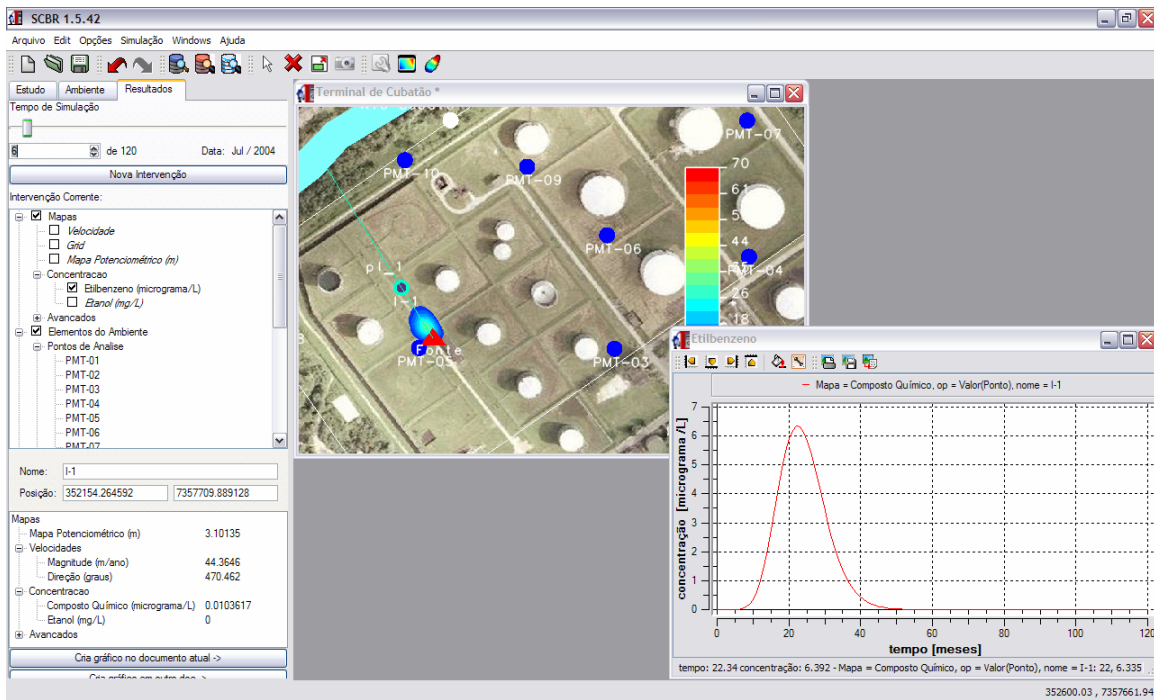 SCBR 1.5.42
Arquivo Edit Opções Simulação Windows Ajuda
Estudo Ambiente Resultados
Tempo de Simulação
6 de 120 Data: Jul / 2004
Nova Intervenção
Intervenção Corrente:
Mapas
Velocidade
Grid
Mapa Potenciométrico (m)
Concentracao
Etilbenzeno (micrograma/L)
Etanol (mg/L)
Avancados
Elementos do Ambiente
Pontos de Analise
PMT-01
PMT-02
PMT-03
PMT-04
PMT-05
PMT-06
PMT-07
Nome: I-1
Posição: 352154.264592 7357709.889128
Mapas
Mapa Potenciométrico (m) 3.10135
Velocidades
Magnitude (m/ano) 44.3646
Direção (graus) 470.462
Concentracao
Composto Químico (micrograma/L) 0.0103617
Etanol (mg/L) 0
Avancados
Cria gráfico no documento atual ->
Cria gráfico em outro doc ->
Terminal de Cubatão *
PMT-07
PMT-10
PMT-09
PMT-06
PMT-04
pl_1
I-1
Fonte
PMT-05
PMT-03
70
61
44
26
18
Etilbenzeno
Mapa = Composto Químico, op = Valor(Ponto), nome = I-1
concentração [micrograma /L]
7
6
5
4
3
2
1
0
0 20 40 60 80 100 120
tempo [meses]
tempo: 22.34 concentração: 6.392 - Mapa = Composto Químico, op = Valor(Ponto), nome = I-1: 22, 6.335
352600.03 , 7357661.94